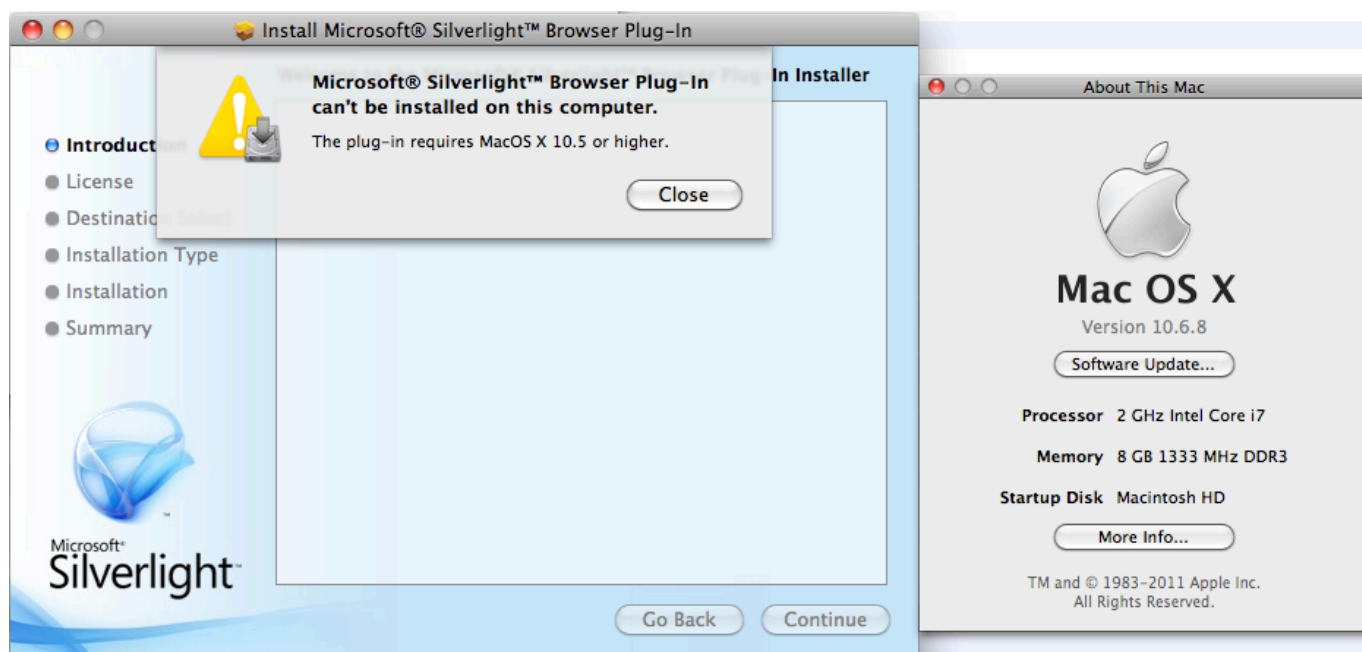 Install Microsoft® Silverlight™ Browser Plug-In
In Installer
Microsoft® Silverlight™ Browser Plug-In
can't be installed on this computer.
The plug-in requires MacOS X 10.5 or higher.
Close
Introduct
License
Destinatio
Installation Type
Installation
Summary
Microsoft®
Silverlight™
Go Back
Continue
About This Mac
Mac OS X
Version 10.6.8
Software Update...
Processor 2 GHz Intel Core i7
Memory 8 GB 1333 MHz DDR3
Startup Disk Macintosh HD
More Info...
TM and © 1983–2011 Apple Inc.
All Rights Reserved.